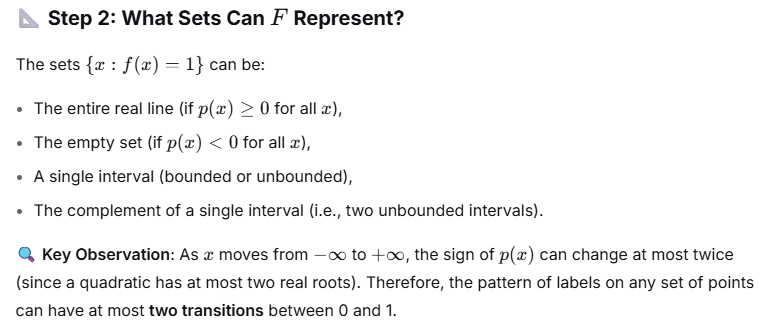 📐 Step 2: What Sets Can F Represent?
The sets {x : f(x) = 1} can be:
• The entire real line (if p(x) ≥ 0 for all x),
• The empty set (if p(x) < 0 for all x),
• A single interval (bounded or unbounded),
• The complement of a single interval (i.e., two unbounded intervals).
🔍 Key Observation: As x moves from −∞ to +∞, the sign of p(x) can change at most twice
(since a quadratic has at most two real roots). Therefore, the pattern of labels on any set of points
can have at most two transitions between 0 and 1.